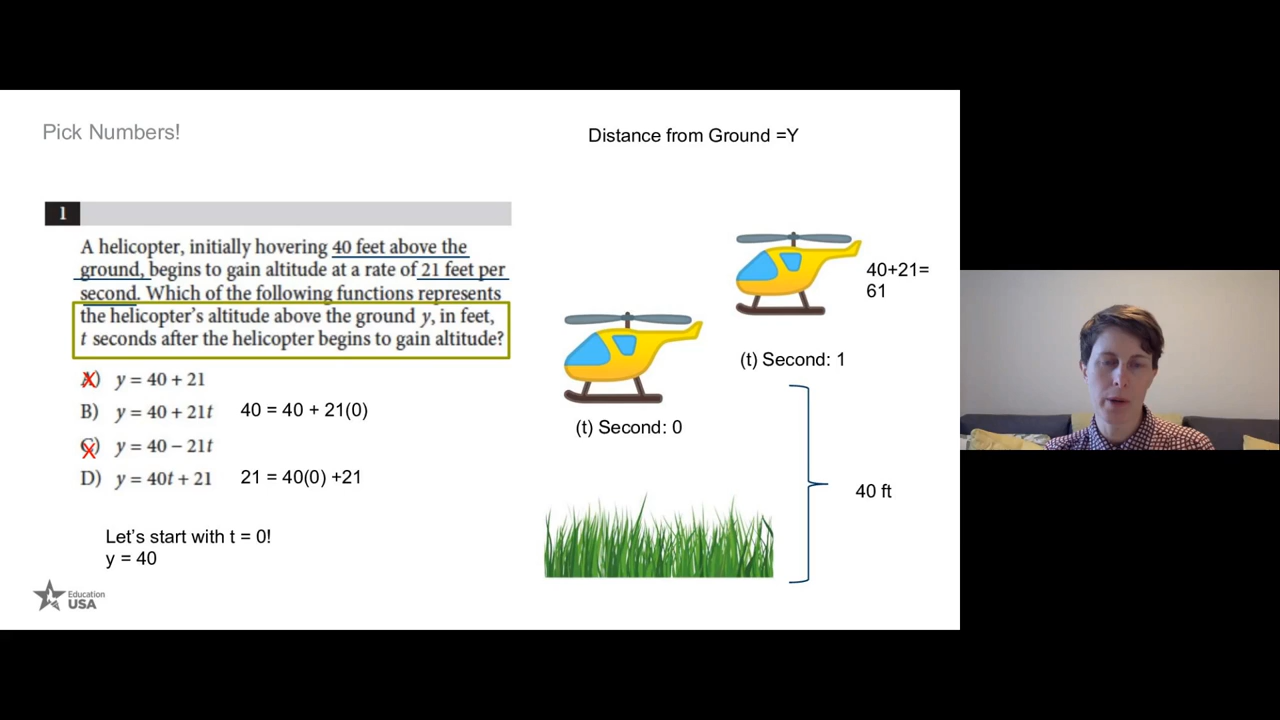 Pick Numbers!
Distance from Ground =Y
1
A helicopter, initially hovering 40 feet above the
ground, begins to gain altitude at a rate of 21 feet per
second. Which of the following functions represents
the helicopter's altitude above the ground y, in feet,
t seconds after the helicopter begins to gain altitude?
A) y = 40 + 21
B) y = 40 + 21t 40 = 40 + 21(0)
C) y = 40 − 21t
D) y = 40t + 21 21 = 40(0) +21
Let's start with t = 0!
y = 40
40+21=
61
(t) Second: 1
(t) Second: 0
40 ft
Education
USA